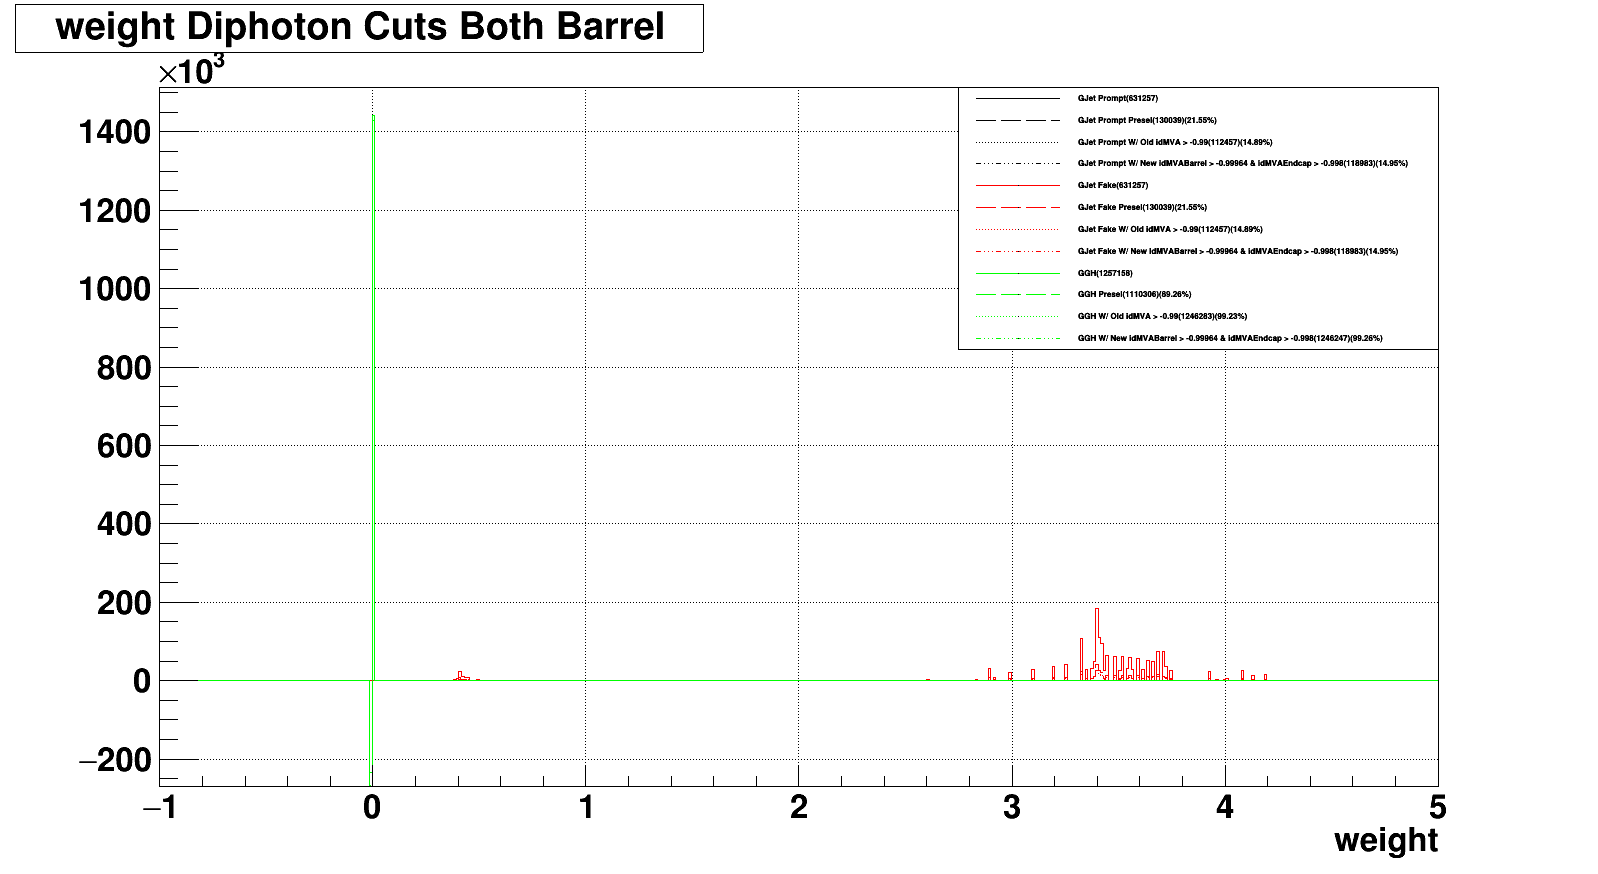 weight Diphoton Cuts Both Barrel
×10³
1400
1200
1000
800
600
400
200
0
−200
−1 0 1 2 3 4 5
weight
GJet Prompt(631257)
GJet Prompt Presel(130039)(21.55%)
GJet Prompt W/ Old idMVA > -0.99(112457)(14.89%)
GJet Prompt W/ New idMVABarrel > -0.99964 & idMVAEndcap > -0.998(118983)(14.95%)
GJet Fake(631257)
GJet Fake Presel(130039)(21.55%)
GJet Fake W/ Old idMVA > -0.99(112457)(14.89%)
GJet Fake W/ New idMVABarrel > -0.99964 & idMVAEndcap > -0.998(118983)(14.95%)
GGH(1257158)
GGH Presel(1110306)(89.26%)
GGH W/ Old idMVA > -0.99(1246283)(99.23%)
GGH W/ New idMVABarrel > -0.99964 & idMVAEndcap > -0.998(1246247)(99.26%)